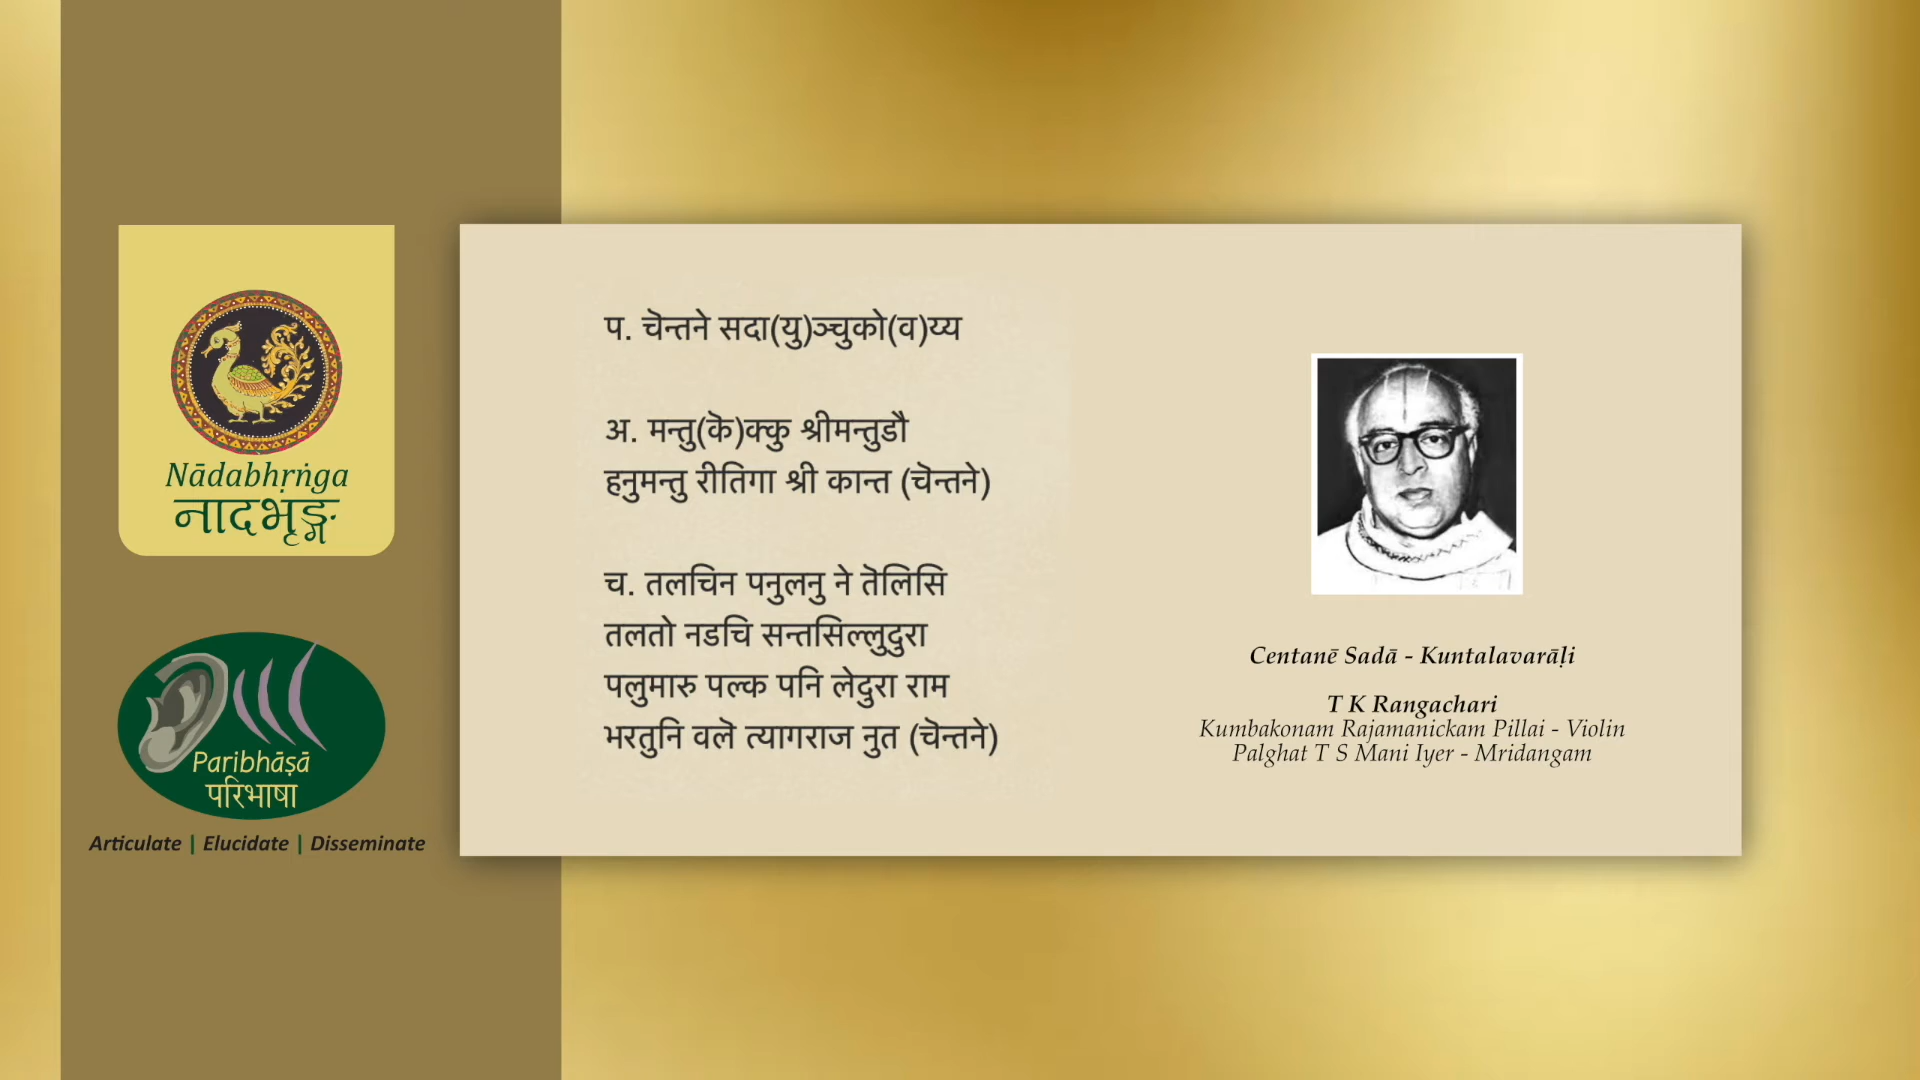 Nādabhṛṅga
नादभृङ्ग
Paribhāṣā
परिभाषा
Articulate | Elucidate | Disseminate
प. चॆन्तने सदा(यु)ञ्चुको(व)य्य
अ. मन्तु(कॆ)क्कु श्रीमन्तुडौ
हनुमन्तु रीतिगा श्री कान्त (चॆन्तने)
च. तलचिन पनुलनु ने तॆलिसि
तलतो नडचि सन्तसिल्लुदुरा
पलुमारु पल्क पनि लेदुरा राम
भरतुनि वलॆ त्यागराज नुत (चॆन्तने)
Centanē Sadā - Kuntalavarāḷi
T K Rangachari
Kumbakonam Rajamanickam Pillai - Violin
Palghat T S Mani Iyer - Mridangam